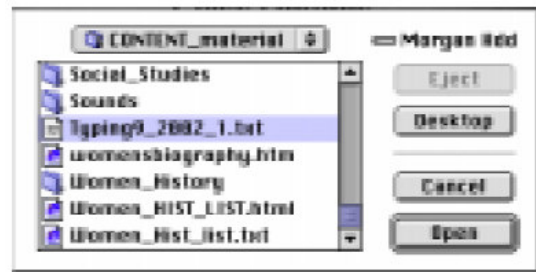 CONTENT_material
Morgan Hdd
Social_Studies
Sounds
Typing9_2002_1.txt
womensbiography.htm
Women_History
Women_HIST_LIST.html
Women_Hist_list.txt
Eject
Desktop
Cancel
Open